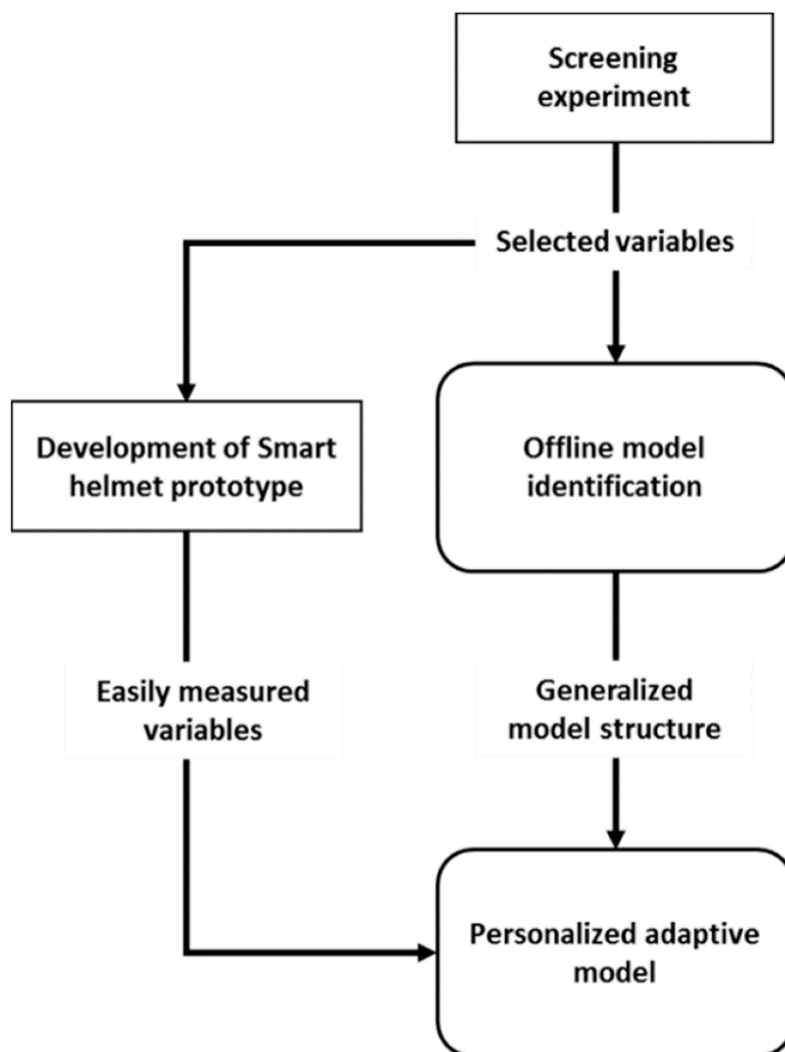 Screening
experiment
Selected variables
Development of Smart
helmet prototype
Offline model
identification
Easily measured
variables
Generalized
model structure
Personalized adaptive
model